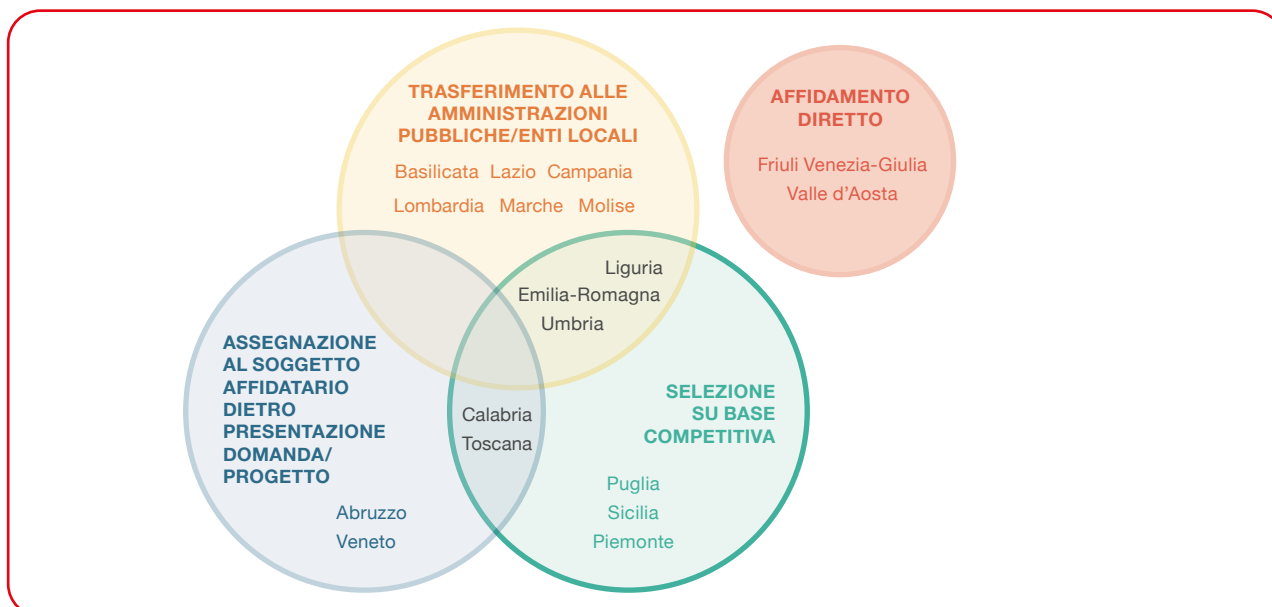 TRASFERIMENTO ALLE
AMMINISTRAZIONI
PUBBLICHE/ENTI LOCALI
Basilicata Lazio Campania
Lombardia Marche Molise
AFFIDAMENTO
DIRETTO
Friuli Venezia-Giulia
Valle d'Aosta
Liguria
Emilia-Romagna
Umbria
ASSEGNAZIONE
AL SOGGETTO
AFFIDATARIO
DIETRO
PRESENTAZIONE
DOMANDA/
PROGETTO
Abruzzo
Veneto
Calabria
Toscana
SELEZIONE
SU BASE
COMPETITIVA
Puglia
Sicilia
Piemonte